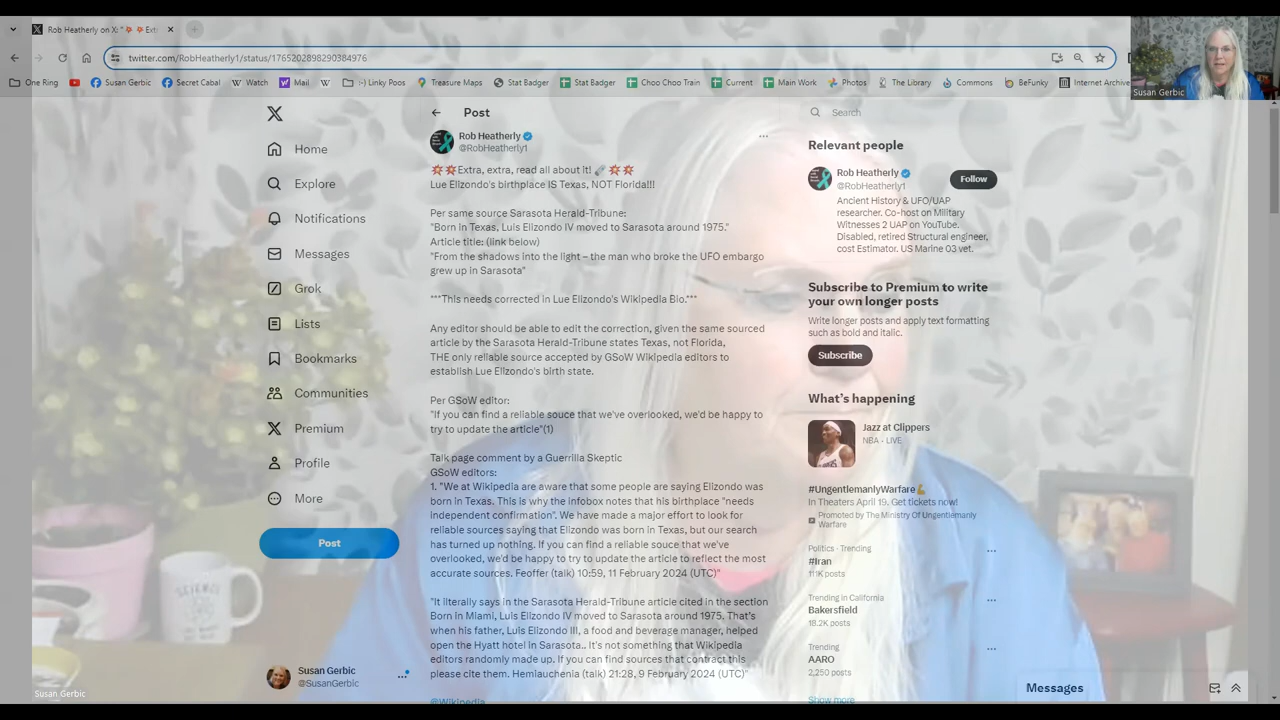 Rob Heatherly on X: "💥 💥 Ext
twitter.com/RobHeatherly1/status/1765202898290384976
One Ring
Susan Gerbic
Secret Cabal
Watch
Mail
:-) Linky Poos
Treasure Maps
Stat Badger
Stat Badger
Choo Choo Train
Current
Main Work
Photos
The Library
Commons
BeFunky
Internet Archive
Susan Gerbic
Home
Explore
Notifications
Messages
Grok
Lists
Bookmarks
Communities
Premium
Profile
More
Post
Susan Gerbic
@SusanGerbic
Susan Gerbic
Post
Rob Heatherly
@RobHeatherly1
💥💥Extra, extra, read all about it! 🗞️ 💥💥
Lue Elizondo's birthplace IS Texas, NOT Florida!!!
Per same source Sarasota Herald-Tribune:
"Born in Texas, Luis Elizondo IV moved to Sarasota around 1975."
Article title: (link below)
"From the shadows into the light – the man who broke the UFO embargo
grew up in Sarasota"
***This needs corrected in Lue Elizondo's Wikipedia Bio.***
Any editor should be able to edit the correction, given the same sourced
article by the Sarasota Herald-Tribune states Texas, not Florida,
THE only reliable source accepted by GSoW Wikipedia editors to
establish Lue Elizondo's birth state.
Per GSoW editor:
"If you can find a reliable souce that we've overlooked, we'd be happy to
try to update the article"(1)
Talk page comment by a Guerrilla Skeptic
GSoW editors:
1. "We at Wikipedia are aware that some people are saying Elizondo was
born in Texas. This is why the infobox notes that his birthplace "needs
independent confirmation". We have made a major effort to look for
reliable sources saying that Elizondo was born in Texas, but our search
has turned up nothing. If you can find a reliable souce that we've
overlooked, we'd be happy to try to update the article to reflect the most
accurate sources. Feoffer (talk) 10:59, 11 February 2024 (UTC)"
"It literally says in the Sarasota Herald-Tribune article cited in the section
Born in Miami, Luis Elizondo IV moved to Sarasota around 1975. That's
when his father, Luis Elizondo III, a food and beverage manager, helped
open the Hyatt hotel in Sarasota.. It's not something that Wikipedia
editors randomly made up. If you can find sources that contract this
please cite them. Hemiauchenia (talk) 21:28, 9 February 2024 (UTC)"
@Wikipedia
Search
Relevant people
Rob Heatherly
@RobHeatherly1
Follow
Ancient History & UFO/UAP
researcher. Co-host on Military
Witnesses 2 UAP on YouTube.
Disabled, retired Structural engineer,
cost Estimator. US Marine 03 vet.
Subscribe to Premium to write
your own longer posts
Write longer posts and apply text formatting
such as bold and italic.
Subscribe
What's happening
Jazz at Clippers
NBA · LIVE
#UngentlemanlyWarfare
In Theaters April 19. Get tickets now!
Promoted by The Ministry Of Ungentlemanly
Warfare
Politics · Trending
#Iran
111K posts
Trending in California
Bakersfield
18.2K posts
Trending
AARO
2,250 posts
Show more
Messages
SCIENCE